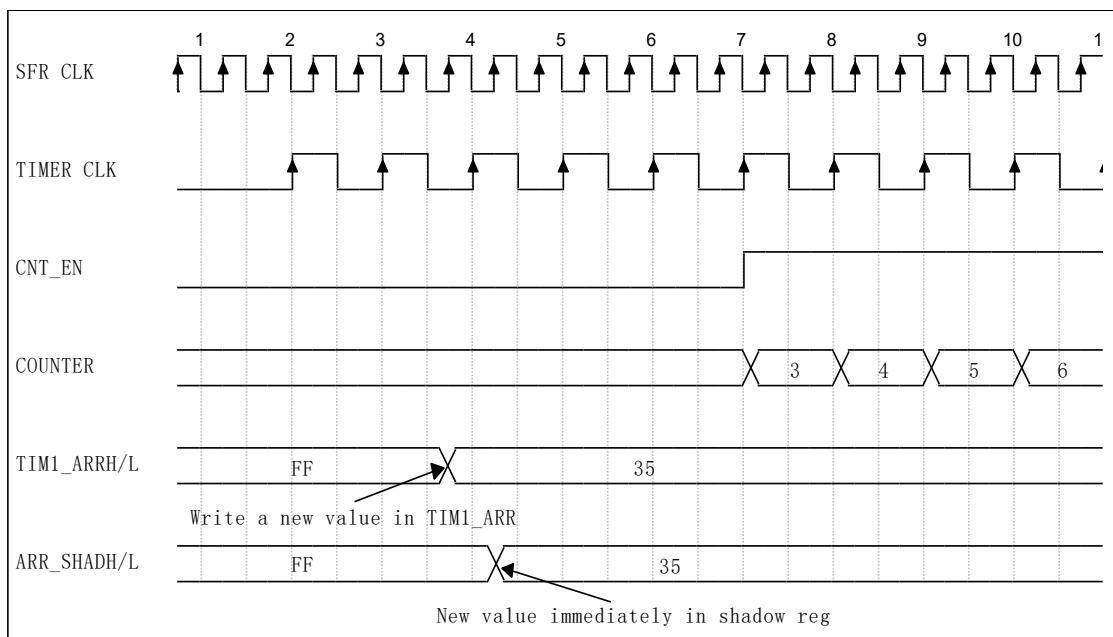 1 2 3 4 5 6 7 8 9 10 1
SFR CLK
TIMER CLK
CNT_EN
COUNTER 3 4 5 6
TIM1_ARRH/L FF 35
Write a new value in TIM1_ARR
ARR_SHADH/L FF 35
New value immediately in shadow reg